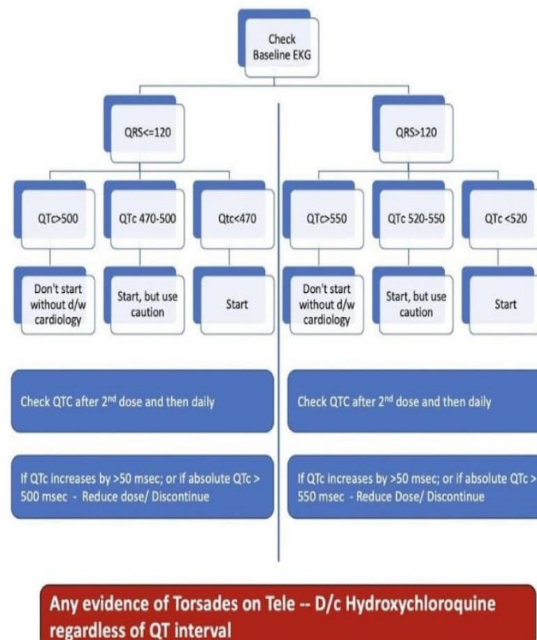 Check
Baseline EKG
QRS<=120
QRS>120
QTc>500
QTc 470-500
Qtc<470
QTc>550
QTc 520-550
QTc <520
Don't start
without d/w
cardiology
Start, but use
caution
Start
Don't start
without d/w
cardiology
Start, but use
caution
Start
Check QTC after 2nd dose and then daily
Check QTC after 2nd dose and then daily
If QTc increases by >50 msec; or if absolute QTc >
500 msec - Reduce dose/ Discontinue
If QTc increases by >50 msec; or if absolute QTc >
550 msec - Reduce Dose/ Discontinue
Any evidence of Torsades on Tele -- D/c Hydroxychloroquine
regardless of QT interval